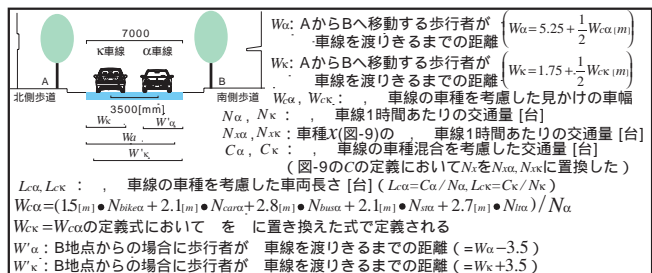 7000
κ車線 α車線
A
B
北側歩道
南側歩道
3500[mm]
Wκ
W'α
Wα
W'κ
Wα: AからBへ移動する歩行者が
車線を渡りきるまでの距離 (Wα=5.25+1/2 Wcα[m])
Wκ: AからBへ移動する歩行者が
車線を渡りきるまでの距離 (Wκ=1.75+1/2 Wcκ[m])
Wcα, Wcκ: , 車線の車種を考慮した見かけの車幅
Nα, Nκ: , 車線1時間あたりの交通量 [台]
Nxα, Nxκ: 車種X(図-9)の , 車線1時間あたりの交通量 [台]
Cα, Cκ: , 車線の車種混合を考慮した交通量 [台]
(図-9のCの定義においてNxをNxα, Nxκに置換した)
Lcα, Lcκ: , 車線の車種を考慮した車両長さ [台] (Lcα=Cα/Nα, Lcκ=Cκ/Nκ)
Wcα=(1.5[m]●Nbikeα+2.1[m]●Ncarα+2.8[m]●Nbusα+2.1[m]●Nstα+2.7[m]●Nltα)/Nα
Wcκ=Wcαの定義式において を に置き換えた式で定義される
W'α: B地点からの場合に歩行者が 車線を渡りきるまでの距離 (=Wα-3.5)
W'κ: B地点からの場合に歩行者が 車線を渡りきるまでの距離 (=Wκ+3.5)